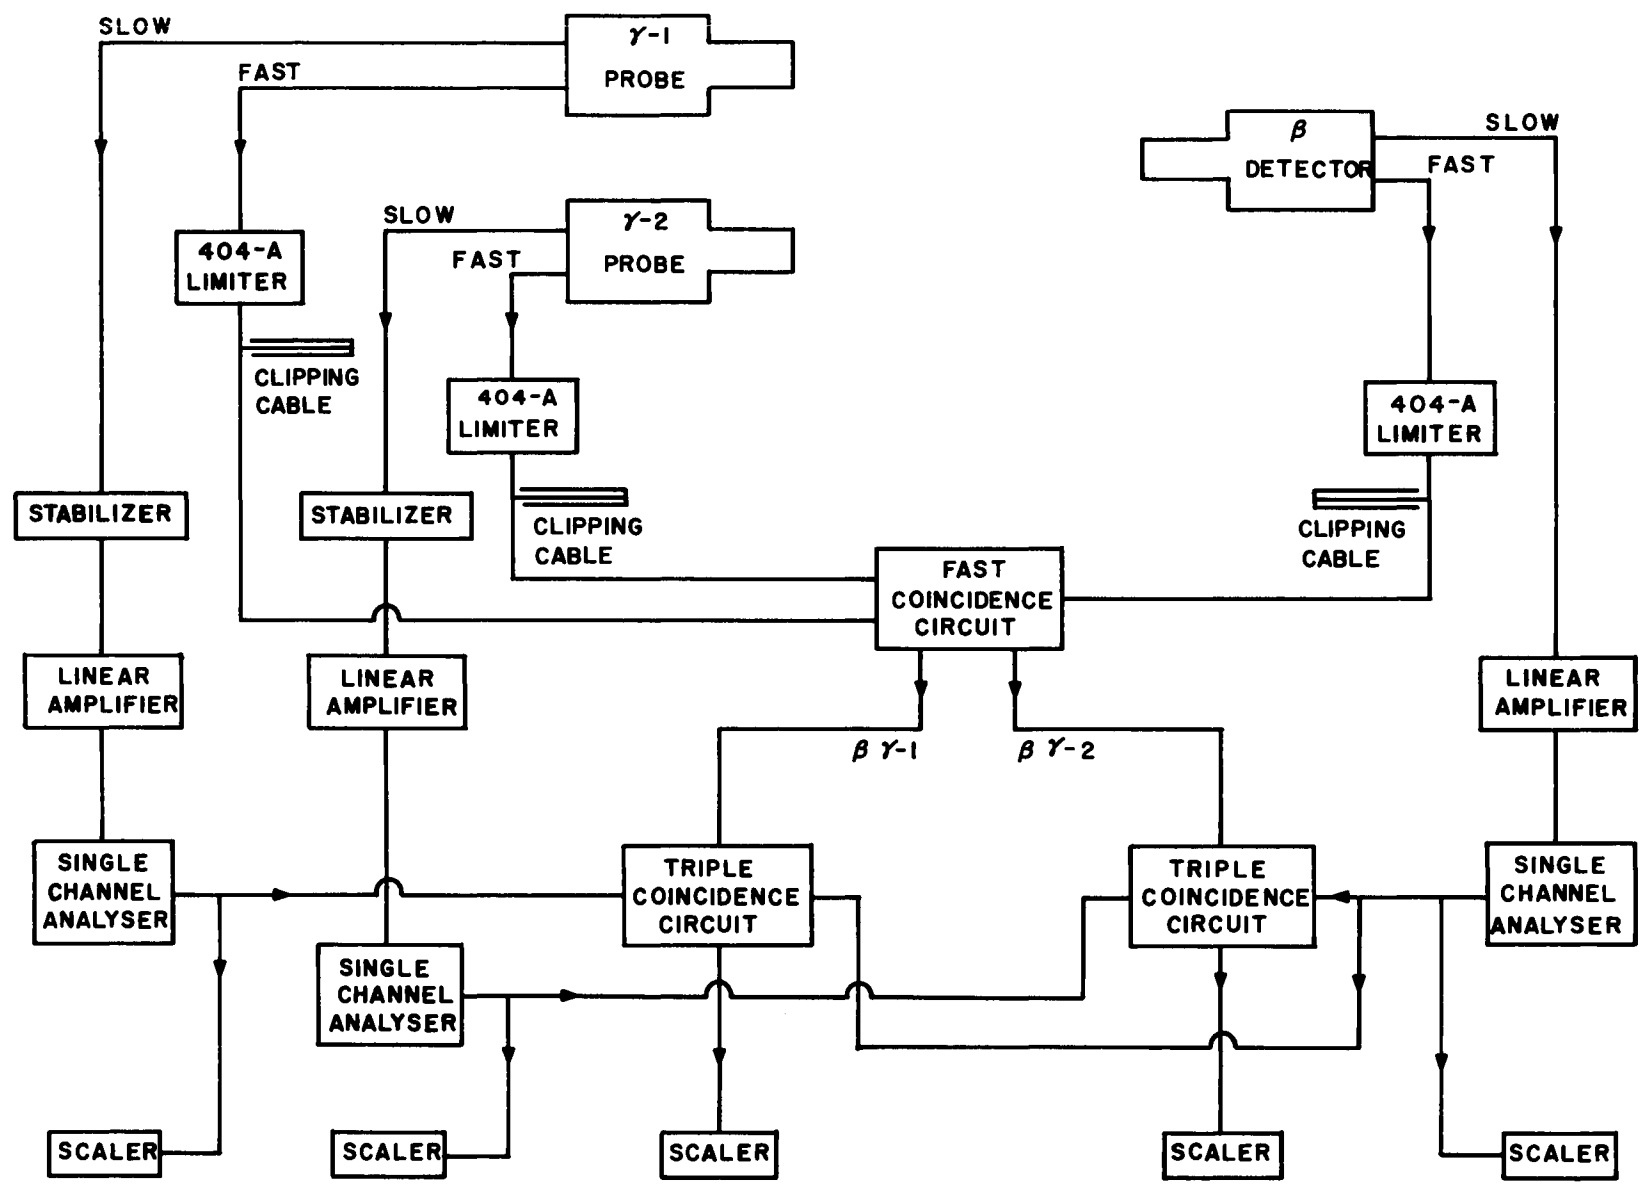 SLOW
FAST
γ-1
PROBE
β
DETECTOR
SLOW
FAST
SLOW
FAST
γ-2
PROBE
404-A
LIMITER
CLIPPING
CABLE
404-A
LIMITER
CLIPPING
CABLE
404-A
LIMITER
CLIPPING
CABLE
STABILIZER
STABILIZER
FAST
COINCIDENCE
CIRCUIT
LINEAR
AMPLIFIER
LINEAR
AMPLIFIER
LINEAR
AMPLIFIER
β γ-1
β γ-2
SINGLE
CHANNEL
ANALYSER
TRIPLE
COINCIDENCE
CIRCUIT
TRIPLE
COINCIDENCE
CIRCUIT
SINGLE
CHANNEL
ANALYSER
SINGLE
CHANNEL
ANALYSER
SCALER
SCALER
SCALER
SCALER
SCALER